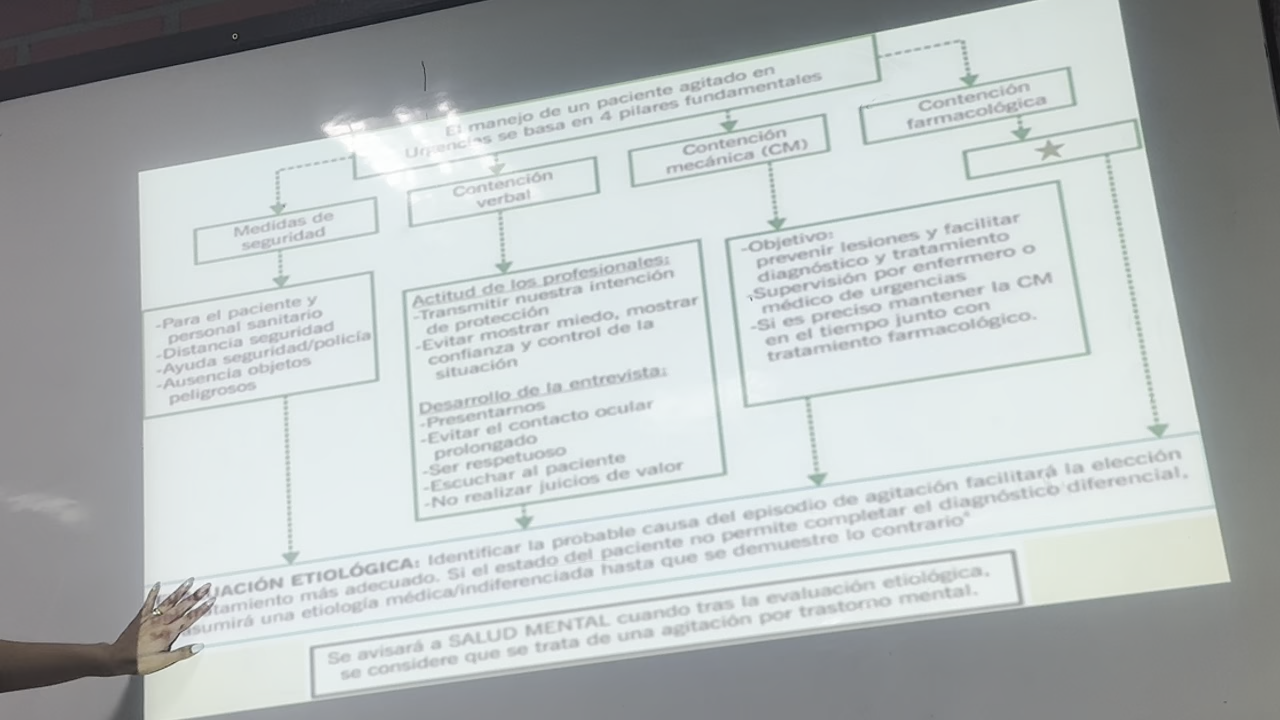 El manejo de un paciente agitado en
Urgencias se basa en 4 pilares fundamentales
Medidas de
seguridad
-Para el paciente y
personal sanitario
-Distancia seguridad
-Ayuda seguridad/policía
-Ausencia objetos
peligrosos
Contención
verbal
Actitud de los profesionales:
-Transmitir nuestra intención
de protección
-Evitar mostrar miedo, mostrar
confianza y control de la
situación
Desarrollo de la entrevista:
-Presentarnos
-Evitar el contacto ocular
prolongado
-Ser respetuoso
-Escuchar al paciente
-No realizar juicios de valor
Contención
mecánica (CM)
-Objetivo:
prevenir lesiones y facilitar
diagnóstico y tratamiento
-Supervisión por enfermero o
médico de urgencias
-Si es preciso mantener la CM
en el tiempo junto con
tratamiento farmacológico.
Contención
farmacológica
UACIÓN ETIOLÓGICA: Identificar la probable causa del episodio de agitación facilitará la elección
tamiento más adecuado. Si el estado del paciente no permite completar el diagnóstico diferencial,
sumirá una etiología médica/indiferenciada hasta que se demuestre lo contrario
Se avisará a SALUD MENTAL cuando tras la evaluación etiológica,
se considere que se trata de una agitación por trastorno mental.